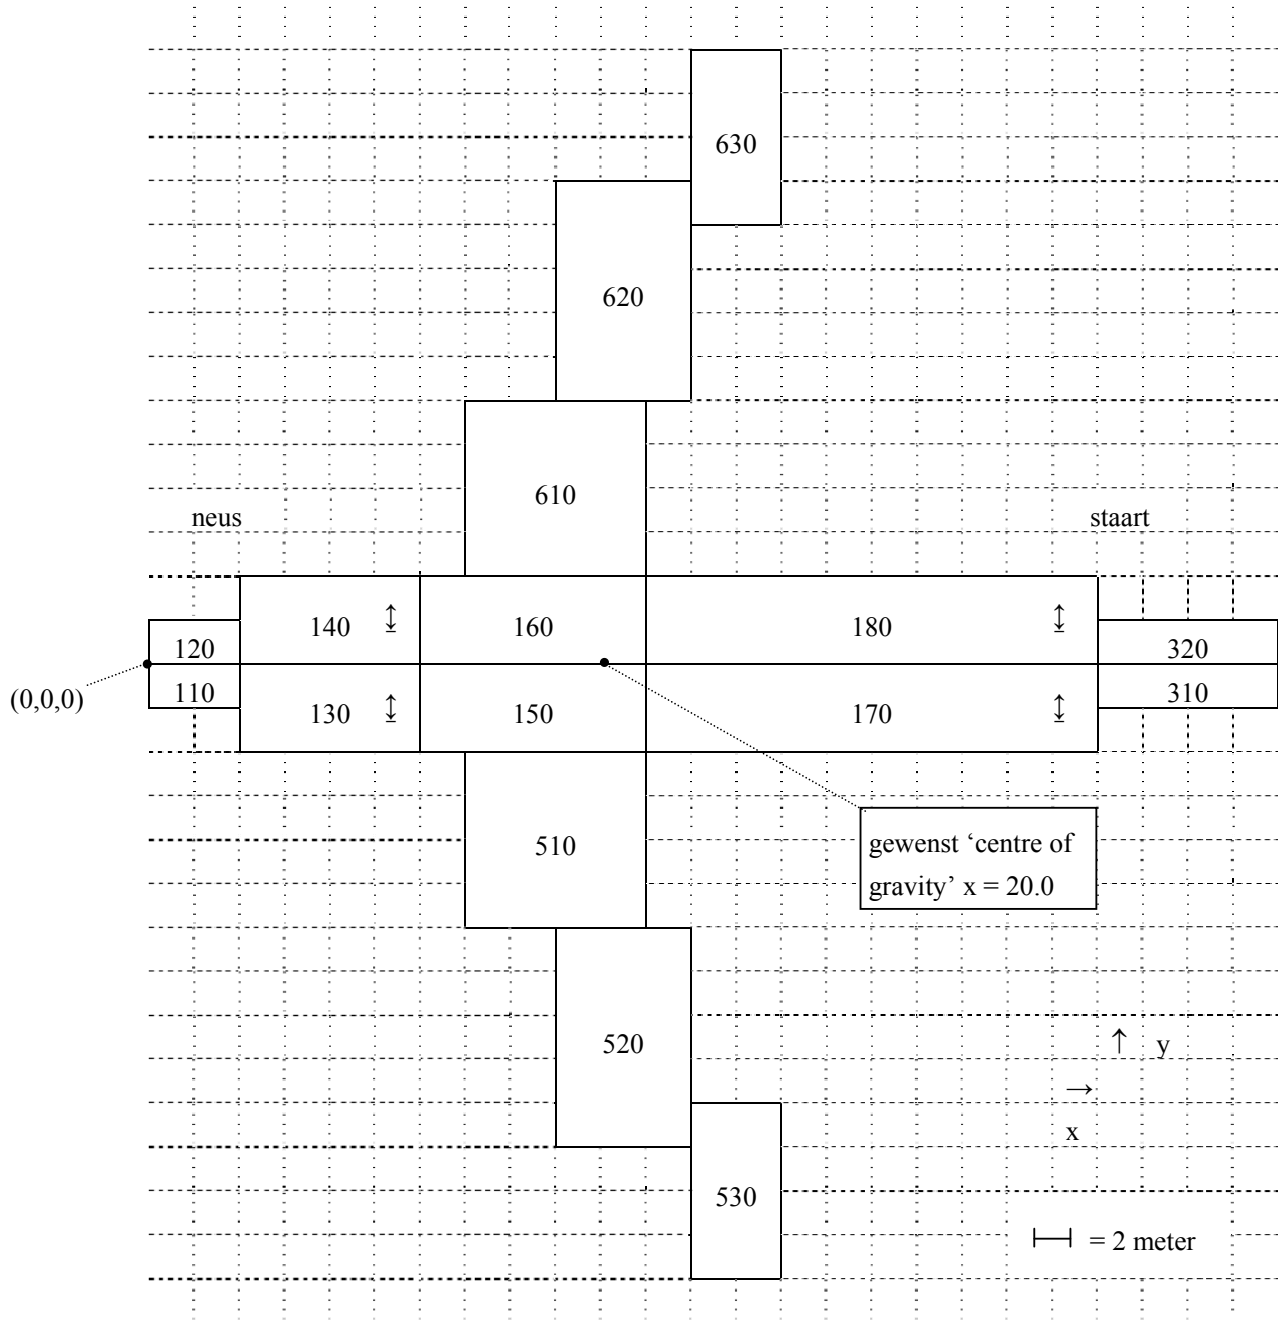 630
620
610
neus
staart
140 ↕ 160 180 ↕
120 320
(0,0,0)
110 310
130 ↕ 150 170 ↕
510
gewenst ‘centre of
gravity’ x = 20.0
520
↑ y
→
x
530
= 2 meter